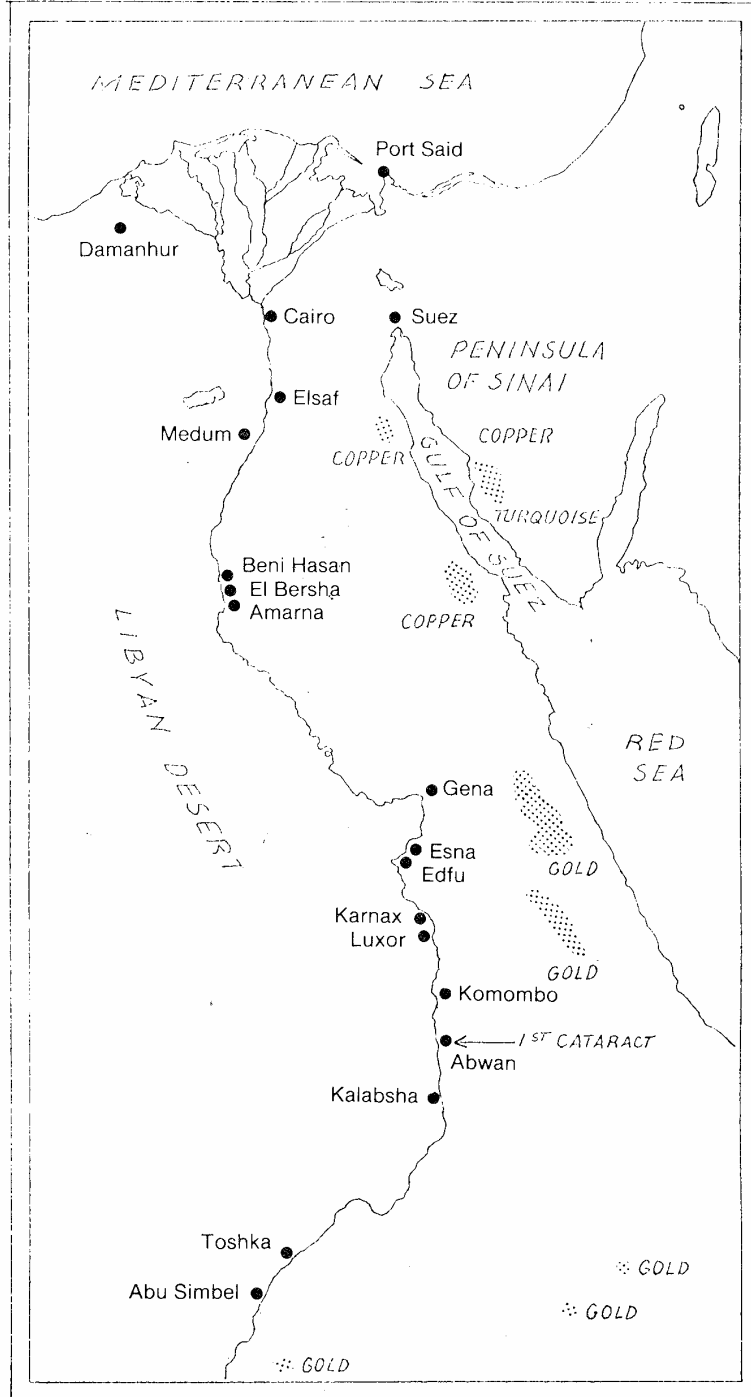 MEDITERRANEAN SEA
Port Said
Damanhur
Cairo
Suez
PENINSULA
OF SINAI
Elsaf
Medum
COPPER
COPPER
GULF OF SUEZ
TURQUOISE
Beni Hasan
El Bersha
Amarna
COPPER
LIBYAN DESERT
RED
SEA
Gena
Esna
Edfu
GOLD
Karnax
Luxor
GOLD
Komombo
1ST CATARACT
Abwan
Kalabsha
Toshka
GOLD
Abu Simbel
GOLD
GOLD